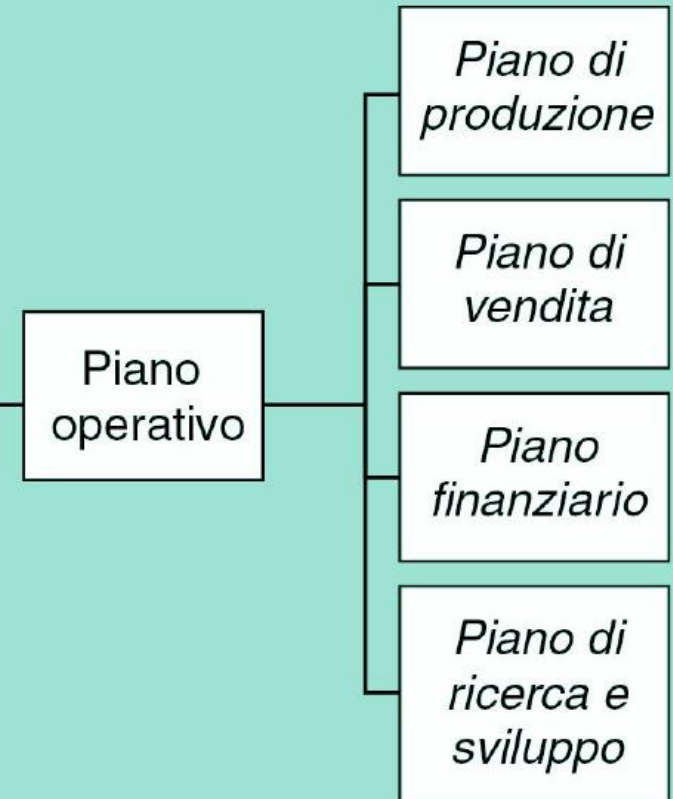 Piano di
produzione
Piano di
vendita
Piano
operativo
Piano
finanziario
Piano di
ricerca e
sviluppo